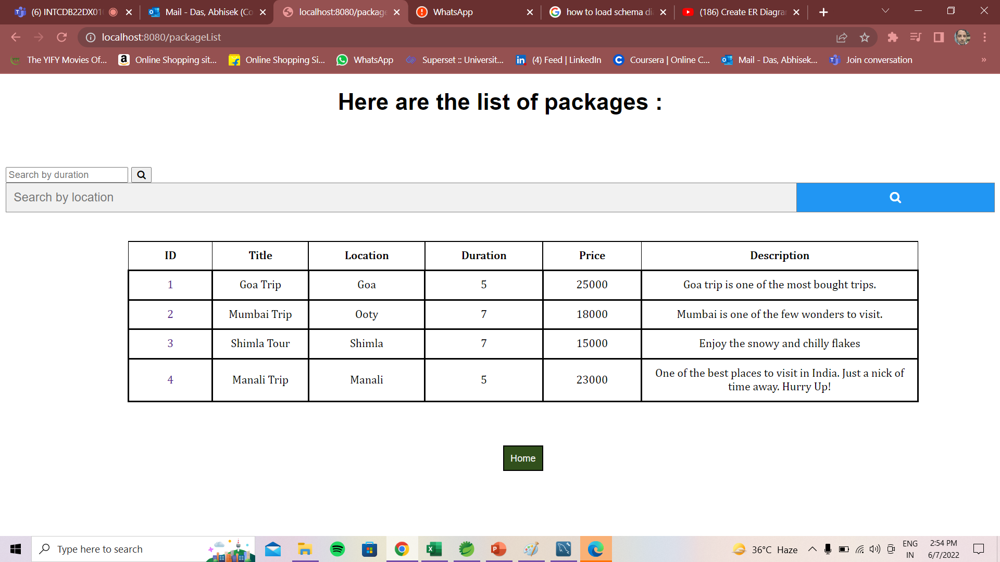 (6) INTCDB22DX01
Mail - Das, Abhisek (Co
localhost:8080/package
WhatsApp
how to load schema di
(186) Create ER Diagra
localhost:8080/packageList
The YIFY Movies Of...
Online Shopping sit...
Online Shopping Si...
WhatsApp
Superset :: Universit...
(4) Feed | LinkedIn
Coursera | Online C...
Mail - Das, Abhisek...
Join conversation
»
Here are the list of packages :
Search by duration
Search by location
ID Title Location Duration Price Description
1 Goa Trip Goa 5 25000 Goa trip is one of the most bought trips.
2 Mumbai Trip Ooty 7 18000 Mumbai is one of the few wonders to visit.
3 Shimla Tour Shimla 7 15000 Enjoy the snowy and chilly flakes
4 Manali Trip Manali 5 23000 One of the best places to visit in India. Just a nick of
time away. Hurry Up!
Home
Type here to search
36°C Haze
ENG
IN
2:54 PM
6/7/2022